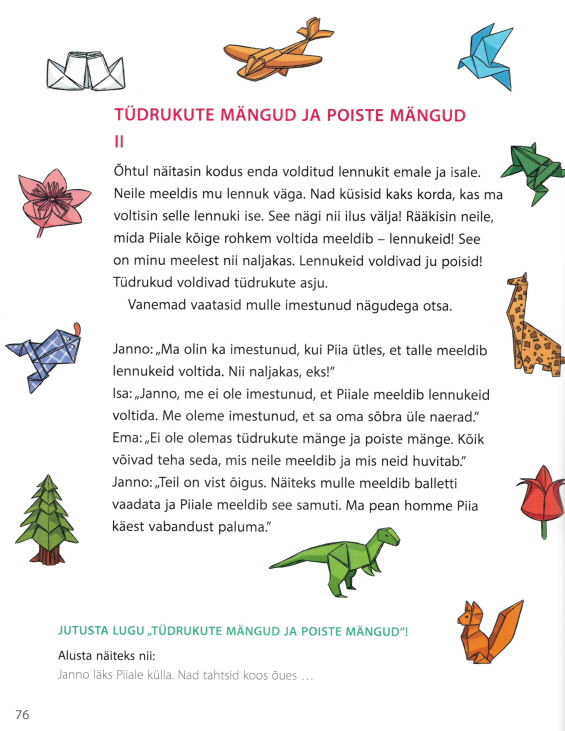 TÜDRUKUTE MÄNGUD JA POISTE MÄNGUD
II
Õhtul näitasin kodus enda volditud lennukit emale ja isale.
Neile meeldis mu lennuk väga. Nad küsisid kaks korda, kas ma
voltisin selle lennuki ise. See nägi nii ilus välja! Rääkisin neile,
mida Piiale kõige rohkem voltida meeldib – lennukeid! See
on minu meelest nii naljakas. Lennukeid voldivad ju poisid!
Tüdrukud voldivad tüdrukute asju.
Vanemad vaatasid mulle imestunud nägudega otsa.
Janno: „Ma olin ka imestunud, kui Piia ütles, et talle meeldib
lennukeid voltida. Nii naljakas, eks!”
Isa: „Janno, me ei ole imestunud, et Piiale meeldib lennukeid
voltida. Me oleme imestunud, et sa oma sõbra üle naerad.”
Ema: „Ei ole olemas tüdrukute mänge ja poiste mänge. Kõik
võivad teha seda, mis neile meeldib ja mis neid huvitab.”
Janno: „Teil on vist õigus. Näiteks mulle meeldib balletti
vaadata ja Piiale meeldib see samuti. Ma pean homme Piia
käest vabandust paluma.”
JUTUSTA LUGU „TÜDRUKUTE MÄNGUD JA POISTE MÄNGUD”!
Alusta näiteks nii:
Janno läks Piiale külla. Nad tahtsid koos õues …
76